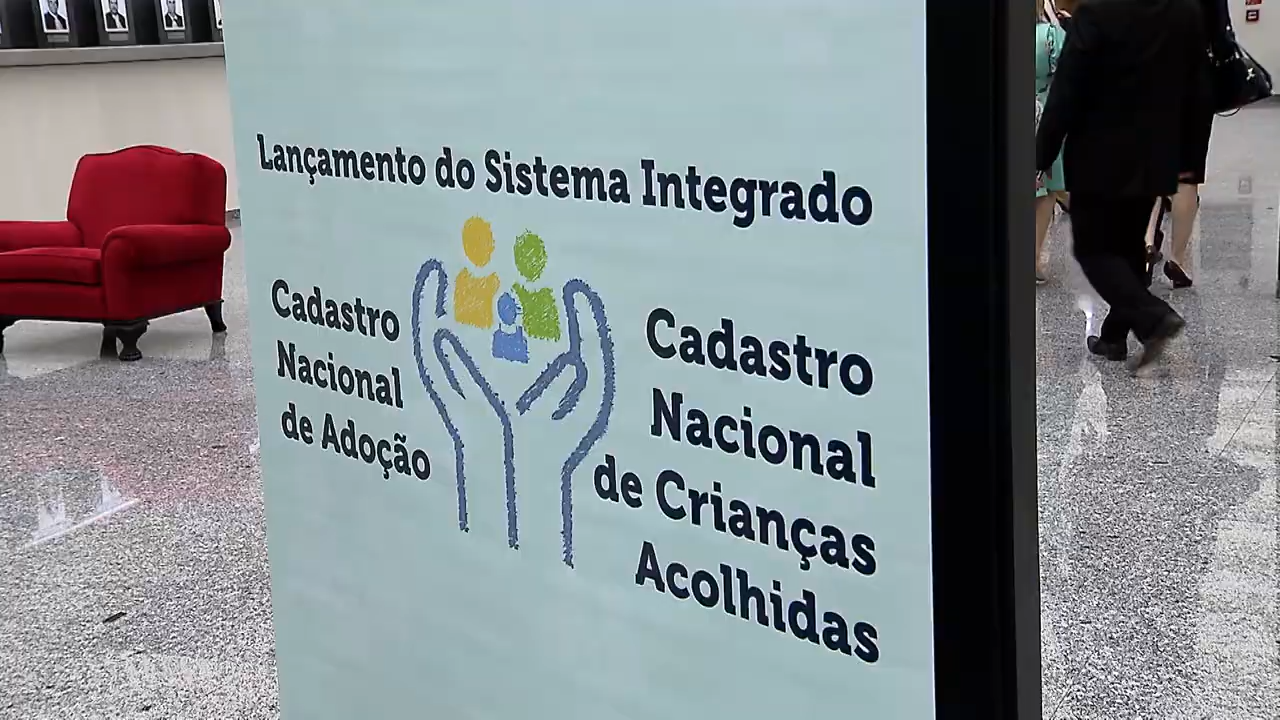 Lançamento do Sistema Integrado
Cadastro
Nacional
de Adoção
Cadastro
Nacional
de Crianças
Acolhidas